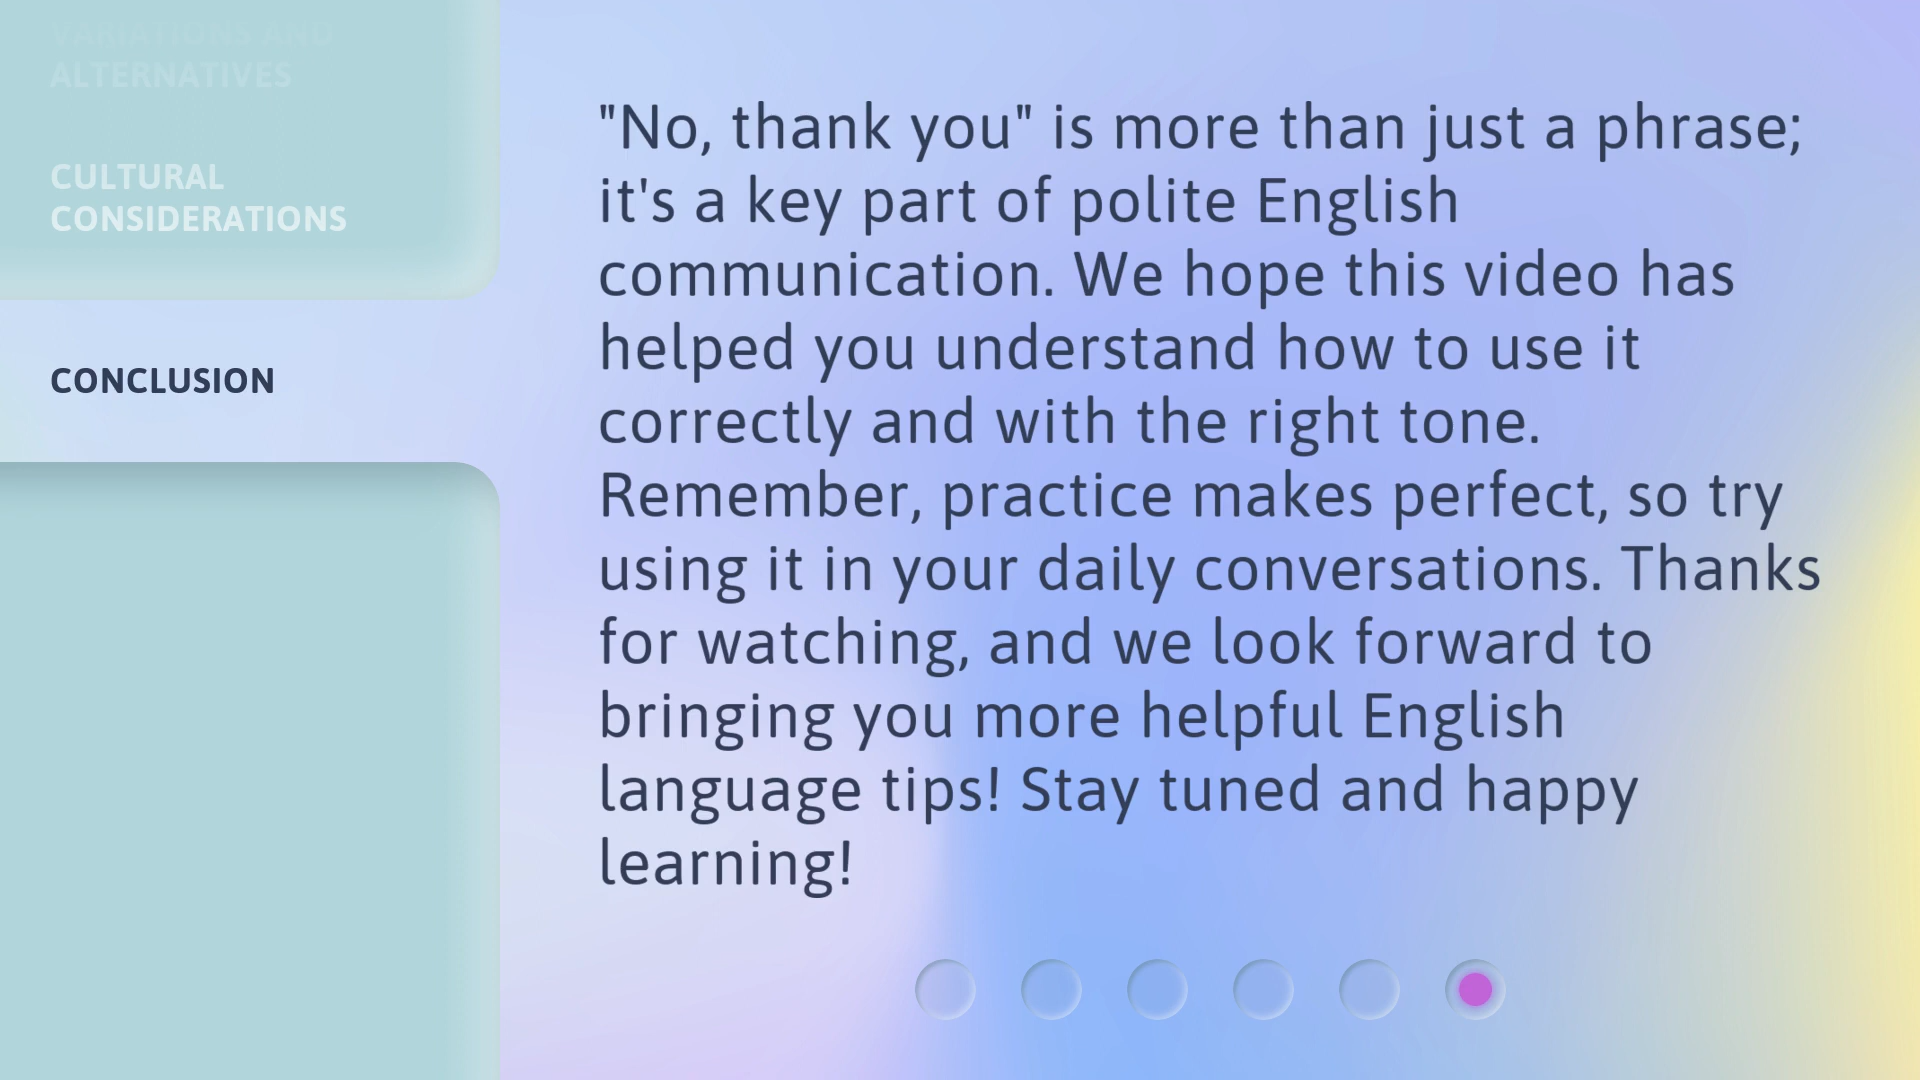 VARIATIONS AND
ALTERNATIVES
CULTURAL
CONSIDERATIONS
CONCLUSION
"No, thank you" is more than just a phrase;
it's a key part of polite English
communication. We hope this video has
helped you understand how to use it
correctly and with the right tone.
Remember, practice makes perfect, so try
using it in your daily conversations. Thanks
for watching, and we look forward to
bringing you more helpful English
language tips! Stay tuned and happy
learning!